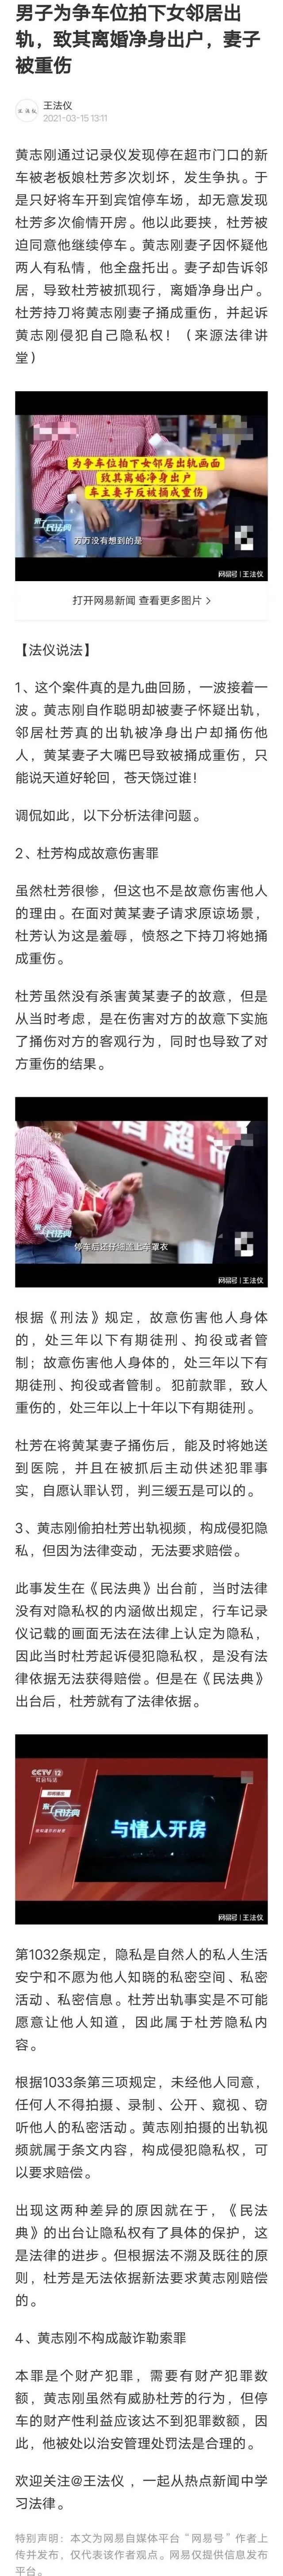 男子为争车位拍下女邻居出
轨，致其离婚净身出户，妻子
被重伤
王法仪
2021-03-15 13:11
黄志刚通过记录仪发现停在超市门口的新
车被老板娘杜芳多次划坏，发生争执。于
是只好将车开到宾馆停车场，却无意发现
杜芳多次偷情开房。他以此要挟，杜芳被
迫同意他继续停车。黄志刚妻子因怀疑他
两人有私情，他全盘托出。妻子却告诉邻
居，导致杜芳被抓现行，离婚净身出户。
杜芳持刀将黄志刚妻子捅成重伤，并起诉
黄志刚侵犯自己隐私权！（来源法律讲
堂）
为争车位拍下女邻居出轨画面
致其离婚净身出户
车主妻子反被捅成重伤
万万没有想到的是
网易号 | 王法仪
打开网易新闻 查看更多图片 >
【法仪说法】
1、这个案件真的是九曲回肠，一波接着一
波。黄志刚自作聪明却被妻子怀疑出轨，
邻居杜芳真的出轨被净身出户却捅伤他
人，黄某妻子大嘴巴导致被捅成重伤，只
能说天道好轮回，苍天饶过谁！
调侃如此，以下分析法律问题。
2、杜芳构成故意伤害罪
虽然杜芳很惨，但这也不是故意伤害他人
的理由。在面对黄某妻子请求原谅场景，
杜芳认为这是羞辱，愤怒之下持刀将她捅
成重伤。
杜芳虽然没有杀害黄某妻子的故意，但是
从当时考虑，是在伤害对方的故意下实施
了捅伤对方的客观行为，同时也导致了对
方重伤的结果。
停车后还仔细盖上车罩衣
网易号 | 王法仪
根据《刑法》规定，故意伤害他人身体
的，处三年以下有期徒刑、拘役或者管
制；故意伤害他人身体的，处三年以下有
期徒刑、拘役或者管制。 犯前款罪，致人
重伤的，处三年以上十年以下有期徒刑。
杜芳在将黄某妻子捅伤后，能及时将她送
到医院，并且在被抓后主动供述犯罪事
实，自愿认罪认罚，判三缓五是可以的。
3、黄志刚偷拍杜芳出轨视频，构成侵犯隐
私，但因为法律变动，无法要求赔偿。
此事发生在《民法典》出台前，当时法律
没有对隐私权的内涵做出规定，行车记录
仪记载的画面无法在法律上认定为隐私，
因此当时杜芳起诉侵犯隐私权，是没有法
律依据无法获得赔偿。但是在《民法典》
出台后，杜芳就有了法律依据。
CCTV 12
社会与法
与情人开房
网易号 | 王法仪
第1032条规定，隐私是自然人的私人生活
安宁和不愿为他人知晓的私密空间、私密
活动、私密信息。杜芳出轨事实是不可能
愿意让他人知道，因此属于杜芳隐私内
容。
根据1033条第三项规定，未经他人同意，
任何人不得拍摄、录制、公开、窥视、窃
听他人的私密活动。黄志刚拍摄的出轨视
频就属于条文内容，构成侵犯隐私权，可
以要求赔偿。
出现这两种差异的原因就在于，《民法
典》的出台让隐私权有了具体的保护，这
是法律的进步。但根据法不溯及既往的原
则，杜芳是无法依据新法要求黄志刚赔偿
的。
4、黄志刚不构成敲诈勒索罪
本罪是个财产犯罪，需要有财产犯罪数
额，黄志刚虽然有威胁杜芳的行为，但停
车的财产性利益应该达不到犯罪数额，因
此，他被处以治安管理处罚法是合理的。
欢迎关注@王法仪 ，一起从热点新闻中学
习法律。
特别声明：本文为网易自媒体平台“网易号”作者上
传并发布，仅代表该作者观点。网易仅提供信息发布
平台。